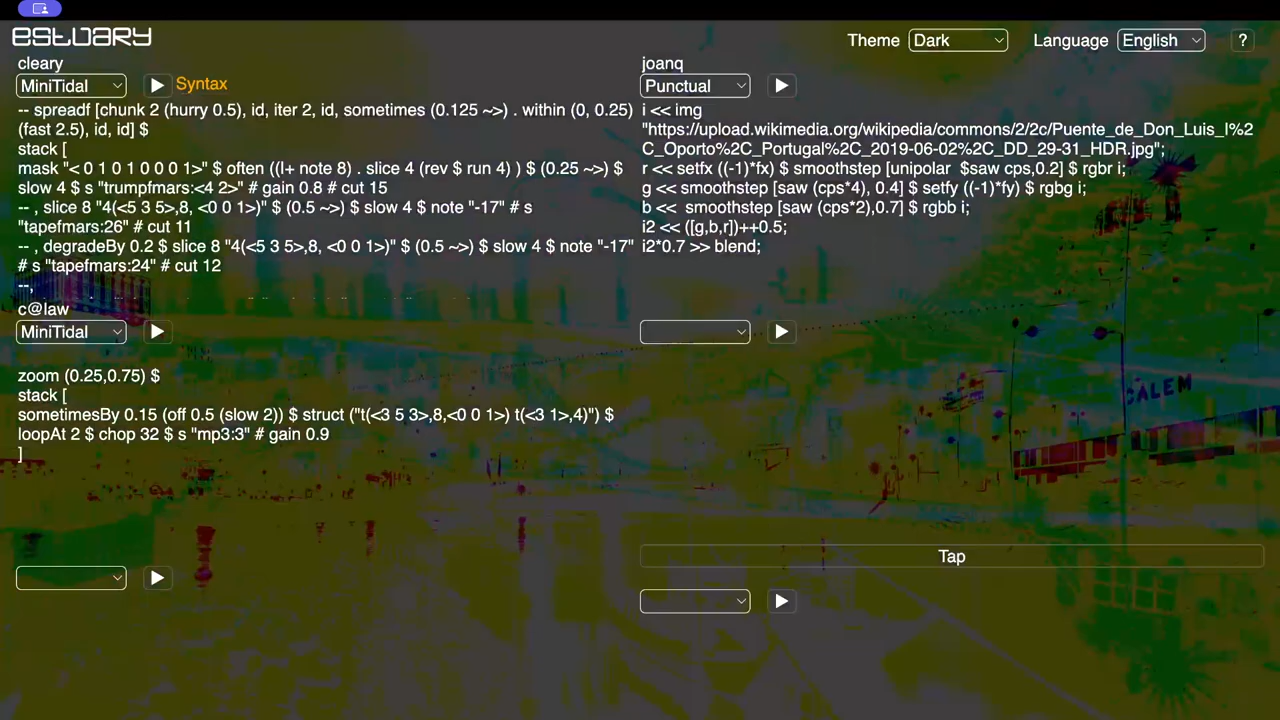 estuary
Theme Dark Language English ?
cleary
MiniTidal Syntax
-- spreadf [chunk 2 (hurry 0.5), id, iter 2, id, sometimes (0.125 ~>) . within (0, 0.25)
(fast 2.5), id, id] $
stack [
mask "< 0 1 0 1 0 0 0 1>" $ often ((|+ note 8) . slice 4 (rev $ run 4) ) $ (0.25 ~>) $
slow 4 $ s "trumpfmars:<4 2>" # gain 0.8 # cut 15
-- , slice 8 "4(<5 3 5>,8, <0 0 1>)" $ (0.5 ~>) $ slow 4 $ note "-17" # s
"tapefmars:26" # cut 11
-- , degradeBy 0.2 $ slice 8 "4(<5 3 5>,8, <0 0 1>)" $ (0.5 ~>) $ slow 4 $ note "-17"
# s "tapefmars:24" # cut 12
--,
joanq
Punctual
i << img
"https://upload.wikimedia.org/wikipedia/commons/2/2c/Puente_de_Don_Luis_I%2
C_Oporto%2C_Portugal%2C_2019-06-02%2C_DD_29-31_HDR.jpg";
r << setfx ((-1)*fx) $ smoothstep [unipolar $saw cps,0.2] $ rgbr i;
g << smoothstep [saw (cps*4), 0.4] $ setfy ((-1)*fy) $ rgbg i;
b << smoothstep [saw (cps*2),0.7] $ rgbb i;
i2 << ([g,b,r])++0.5;
i2*0.7 >> blend;
c@law
MiniTidal
zoom (0.25,0.75) $
stack [
sometimesBy 0.15 (off 0.5 (slow 2)) $ struct ("t(<3 5 3>,8,<0 0 1>) t(<3 1>,4)") $
loopAt 2 $ chop 32 $ s "mp3:3" # gain 0.9
]
CALEM
Tap